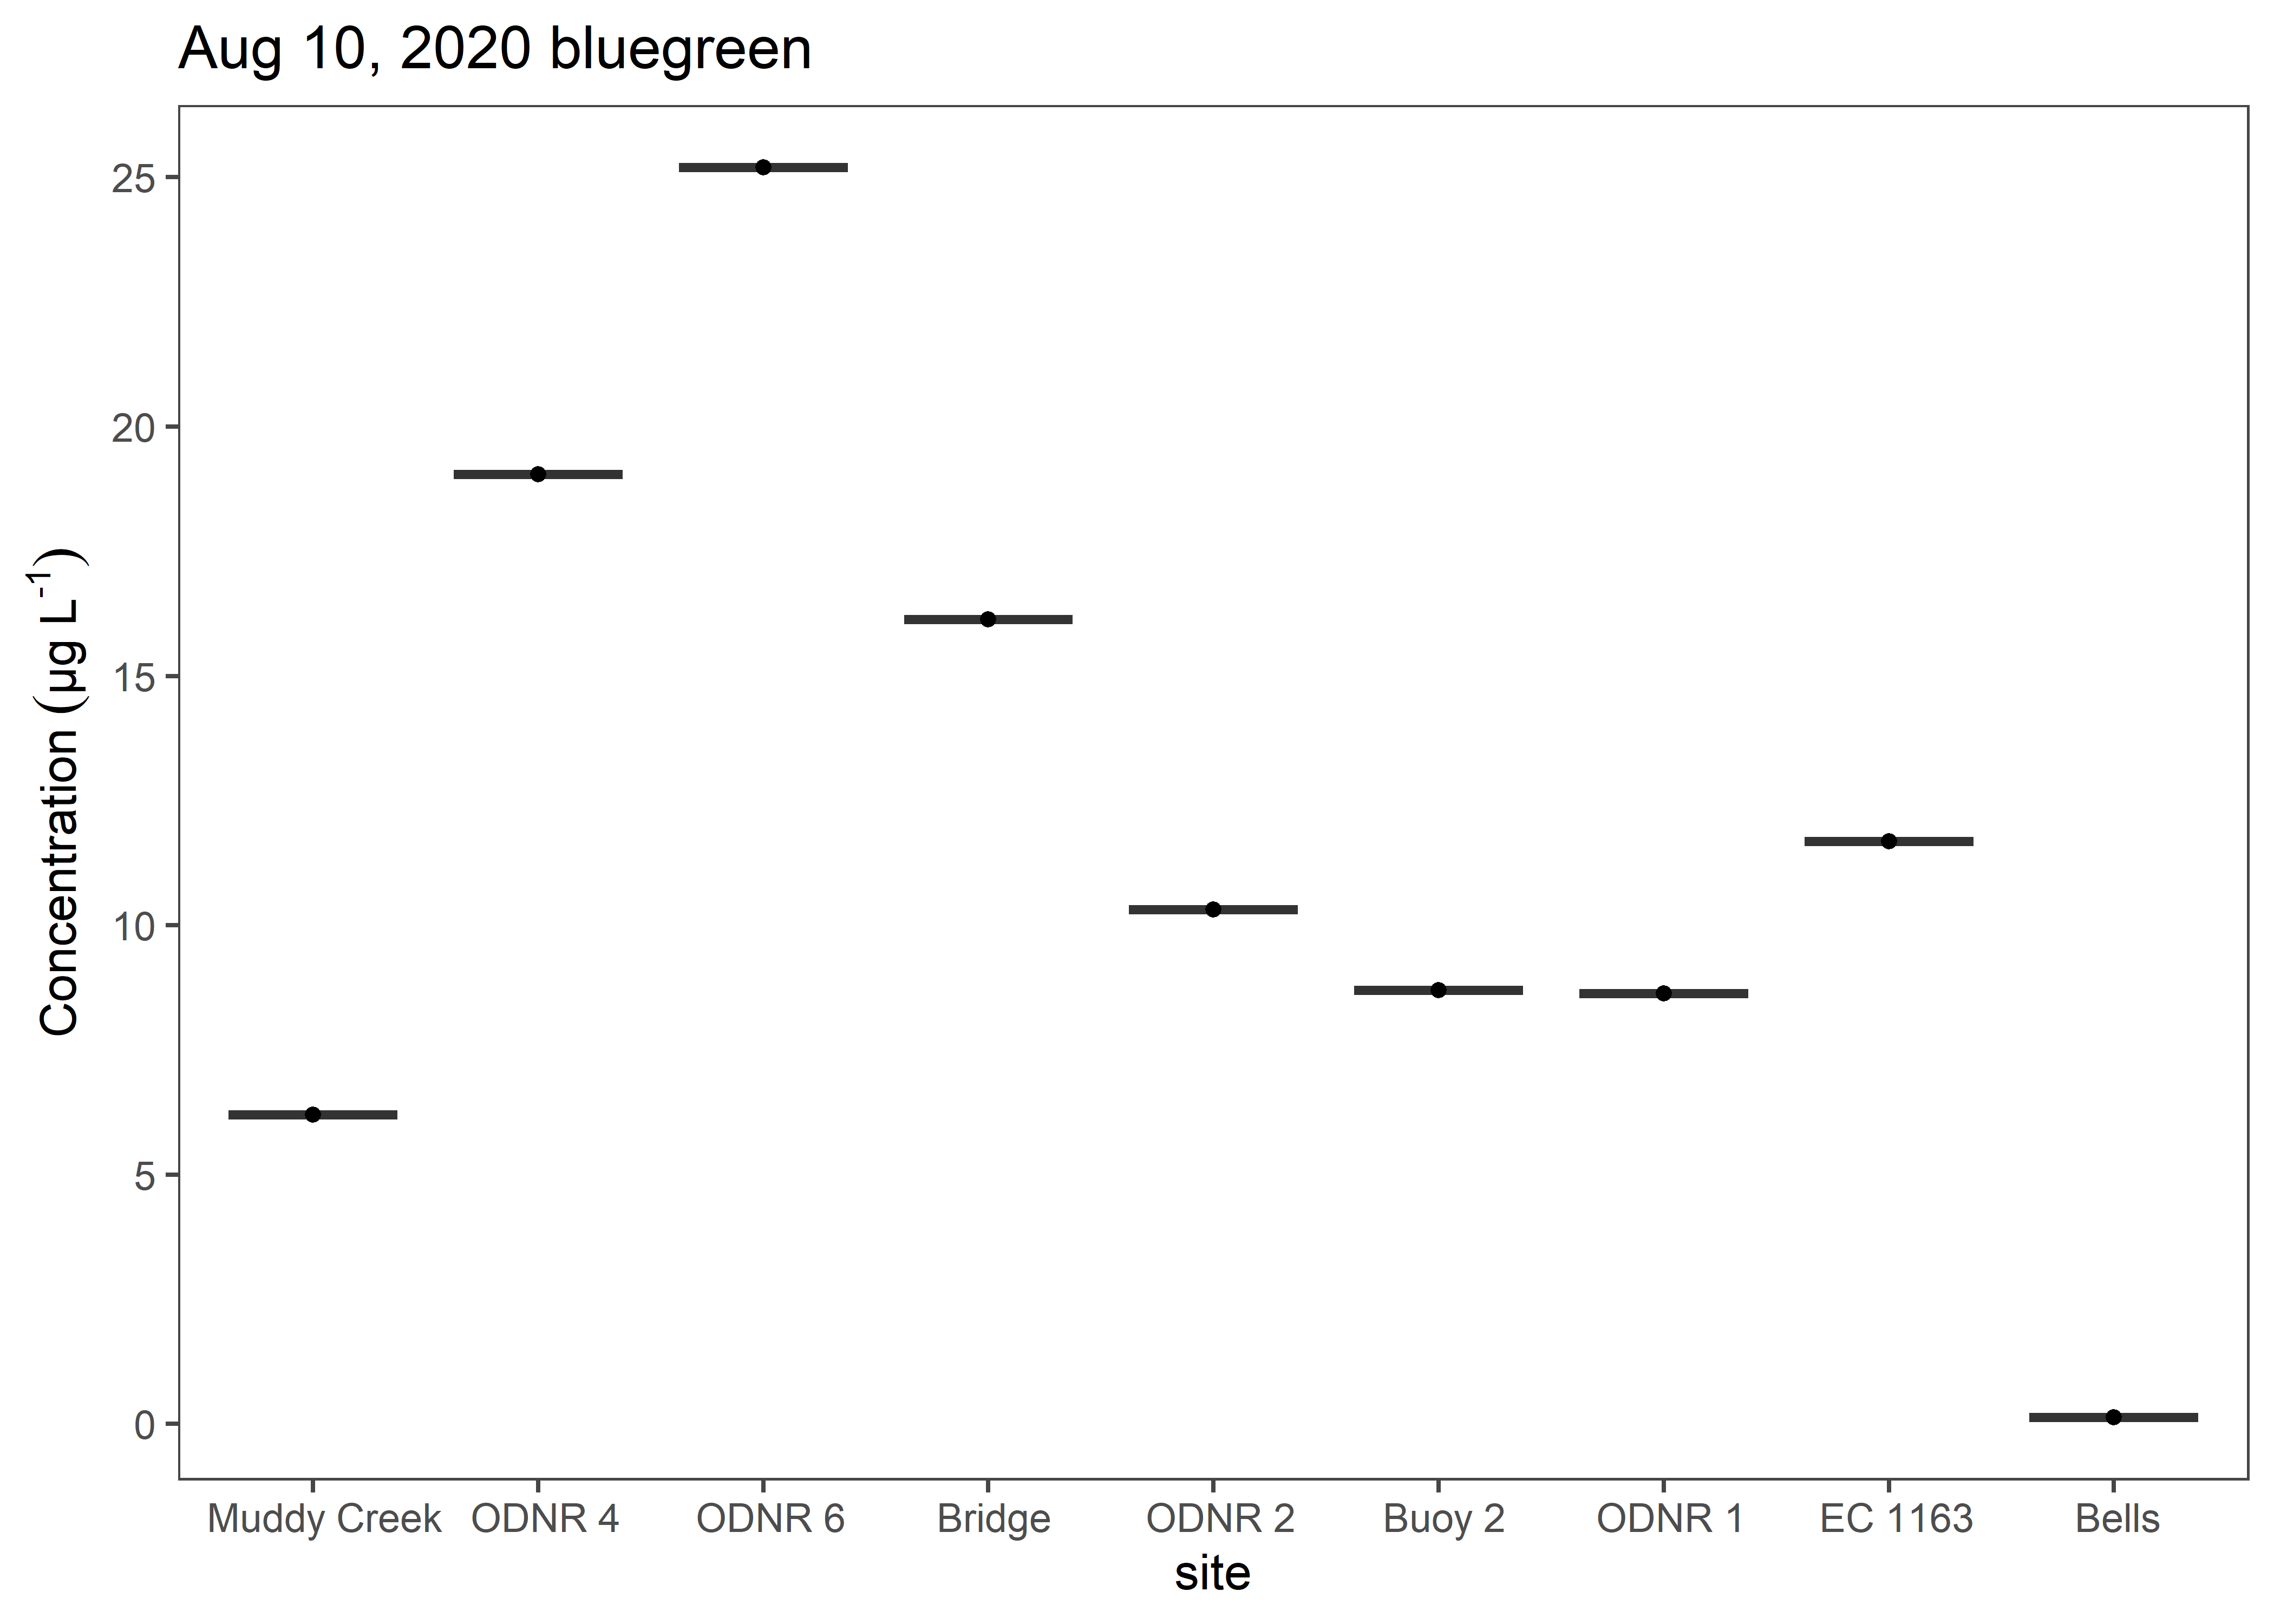 Aug 10, 2020 bluegreen
Concentration (µg L-1)
25
20
15
10
5
0
Muddy Creek ODNR 4 ODNR 6 Bridge ODNR 2 Buoy 2 ODNR 1 EC 1163 Bells
site